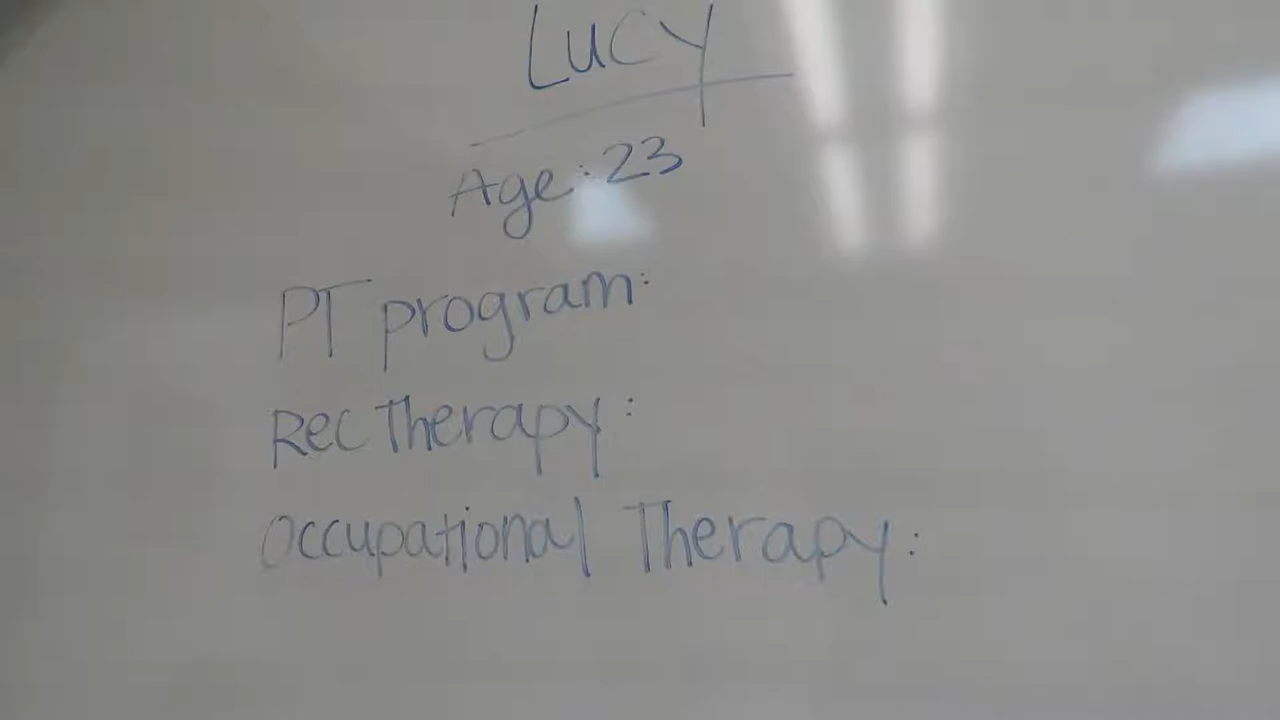 LUCY
Age: 23
PT program:
Rec Therapy:
Occupational Therapy: